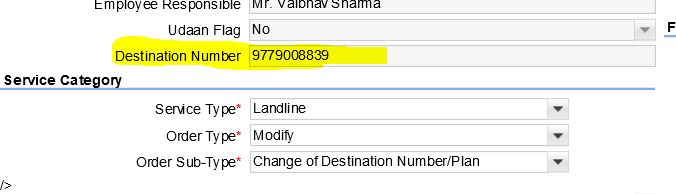 Employee Responsible Mr. Vaibhav Sharma
Udaan Flag No
F
Destination Number 9779008839
Service Category
Service Type* Landline
Order Type* Modify
Order Sub-Type* Change of Destination Number/Plan
/>